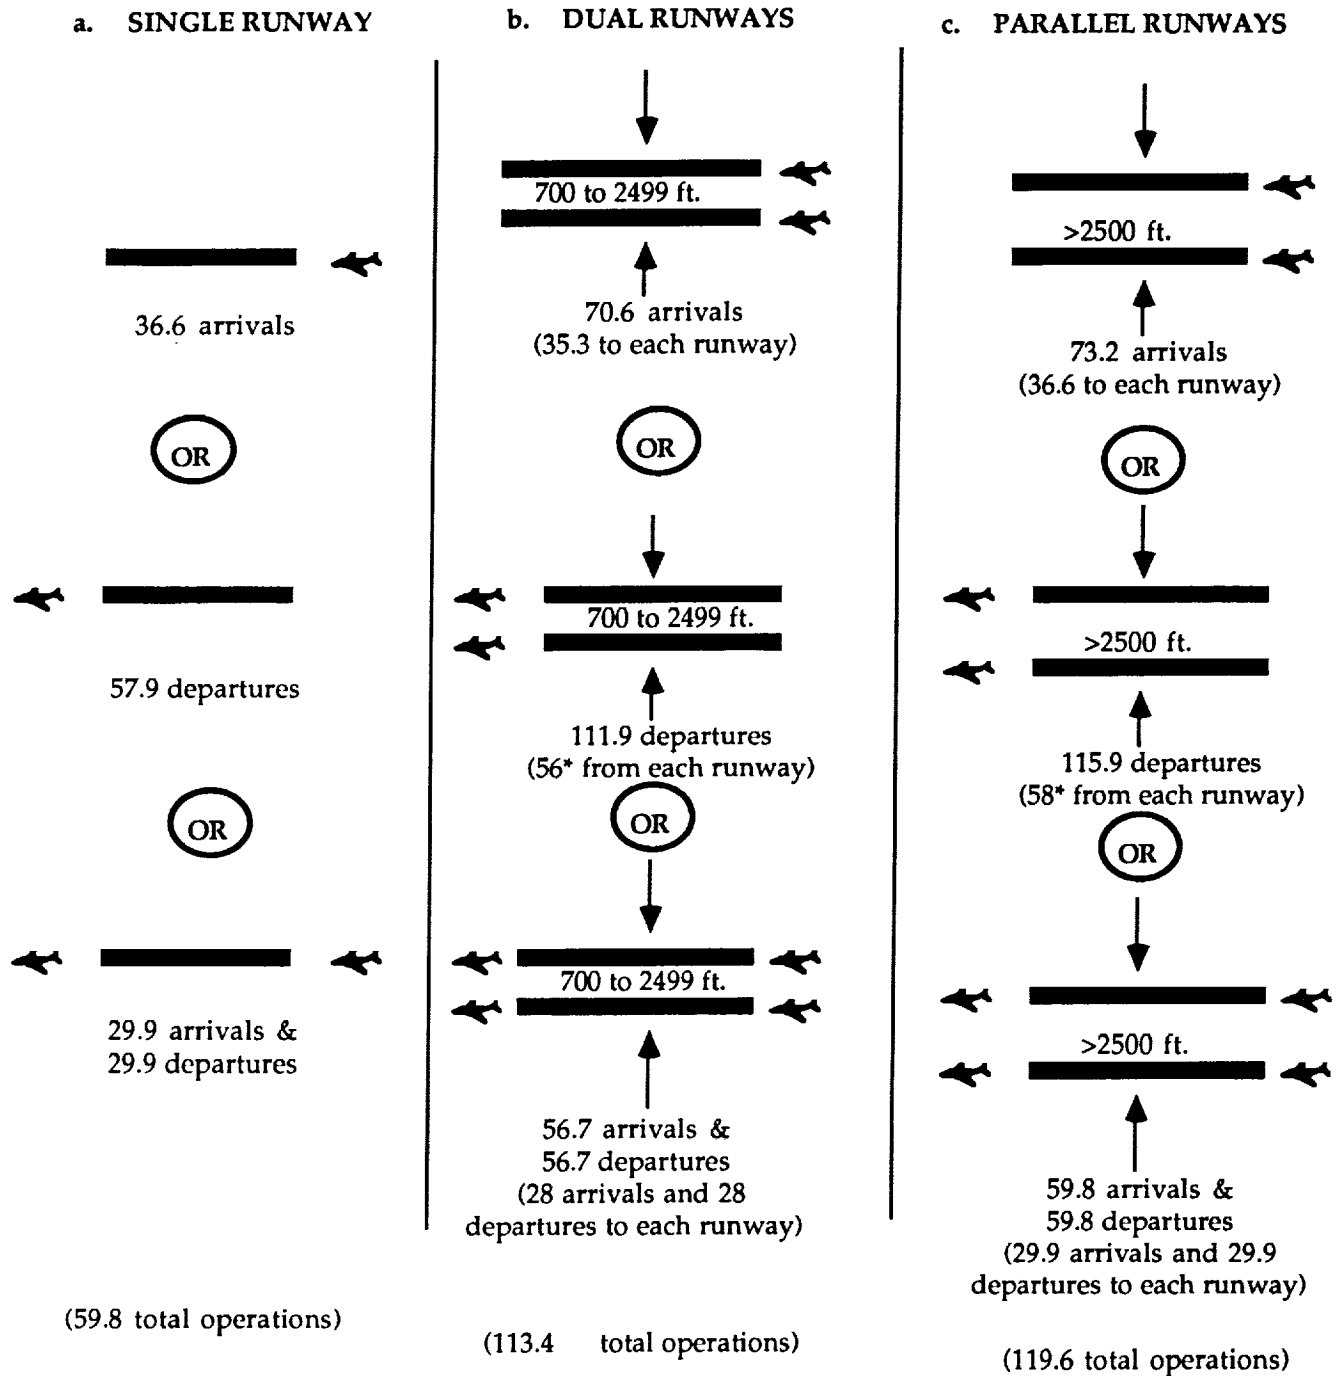 a. SINGLE RUNWAY
36.6 arrivals
OR
57.9 departures
OR
29.9 arrivals &
29.9 departures
(59.8 total operations)
b. DUAL RUNWAYS
700 to 2499 ft.
70.6 arrivals
(35.3 to each runway)
OR
700 to 2499 ft.
111.9 departures
(56* from each runway)
OR
700 to 2499 ft.
56.7 arrivals &
56.7 departures
(28 arrivals and 28
departures to each runway)
(113.4 total operations)
c. PARALLEL RUNWAYS
>2500 ft.
73.2 arrivals
(36.6 to each runway)
OR
>2500 ft.
115.9 departures
(58* from each runway)
OR
>2500 ft.
59.8 arrivals &
59.8 departures
(29.9 arrivals and 29.9
departures to each runway)
(119.6 total operations)